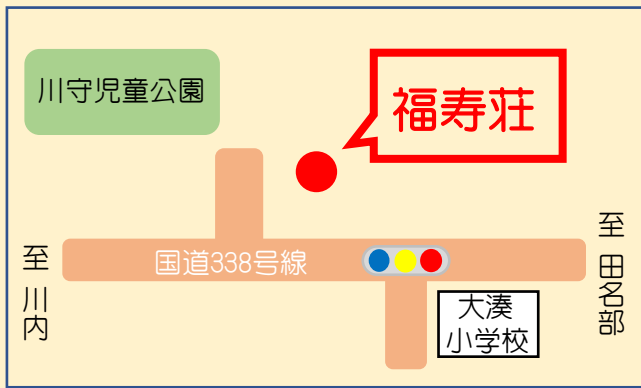 川守児童公園
福寿荘
国道338号線
至 川内
至 田名部
大湊
小学校